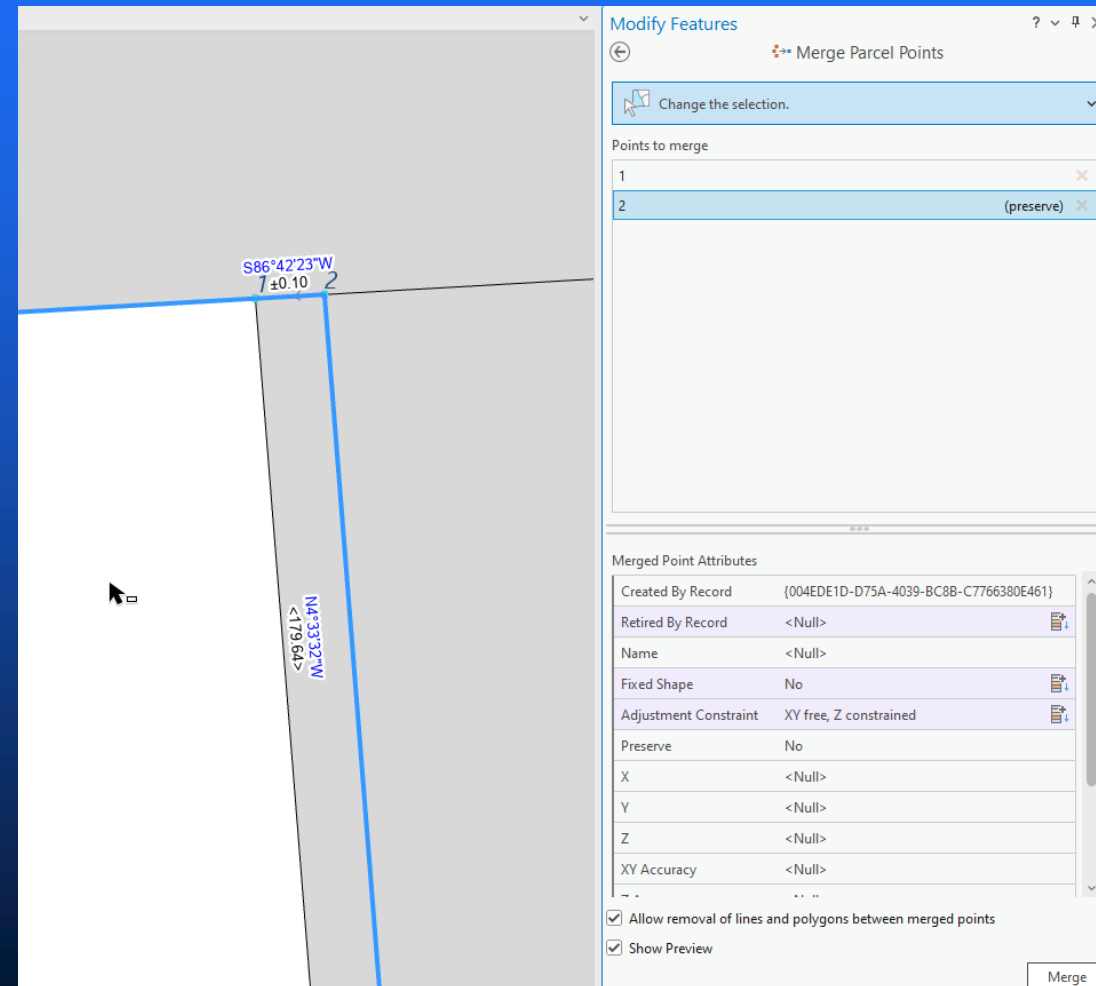 Modify Features
?
Merge Parcel Points
Change the selection.
Points to merge
1
2 (preserve)
S86°42'23"W
1 ±0.10 2
N4°33'32"W
<179.64>
Merged Point Attributes
Created By Record {004EDE1D-D75A-4039-BC8B-C7766380E461}
Retired By Record <Null>
Name <Null>
Fixed Shape No
Adjustment Constraint XY free, Z constrained
Preserve No
X <Null>
Y <Null>
Z <Null>
XY Accuracy <Null>
Allow removal of lines and polygons between merged points
Show Preview
Merge